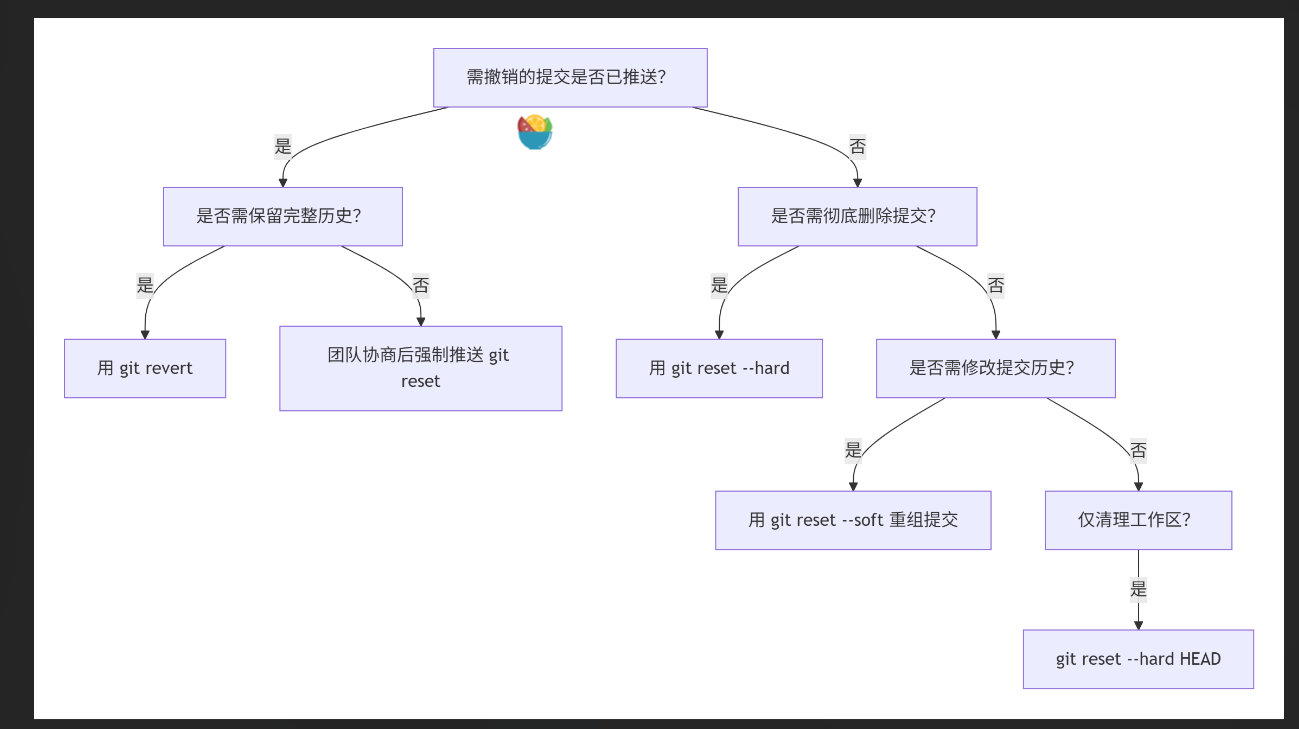 需撤销的提交是否已推送?
是
否
是否需保留完整历史?
是否需彻底删除提交?
是
否
是
否
用 git revert
团队协商后强制推送 git
reset
用 git reset --hard
是否需修改提交历史?
是
否
用 git reset --soft 重组提交
仅清理工作区?
是
git reset --hard HEAD